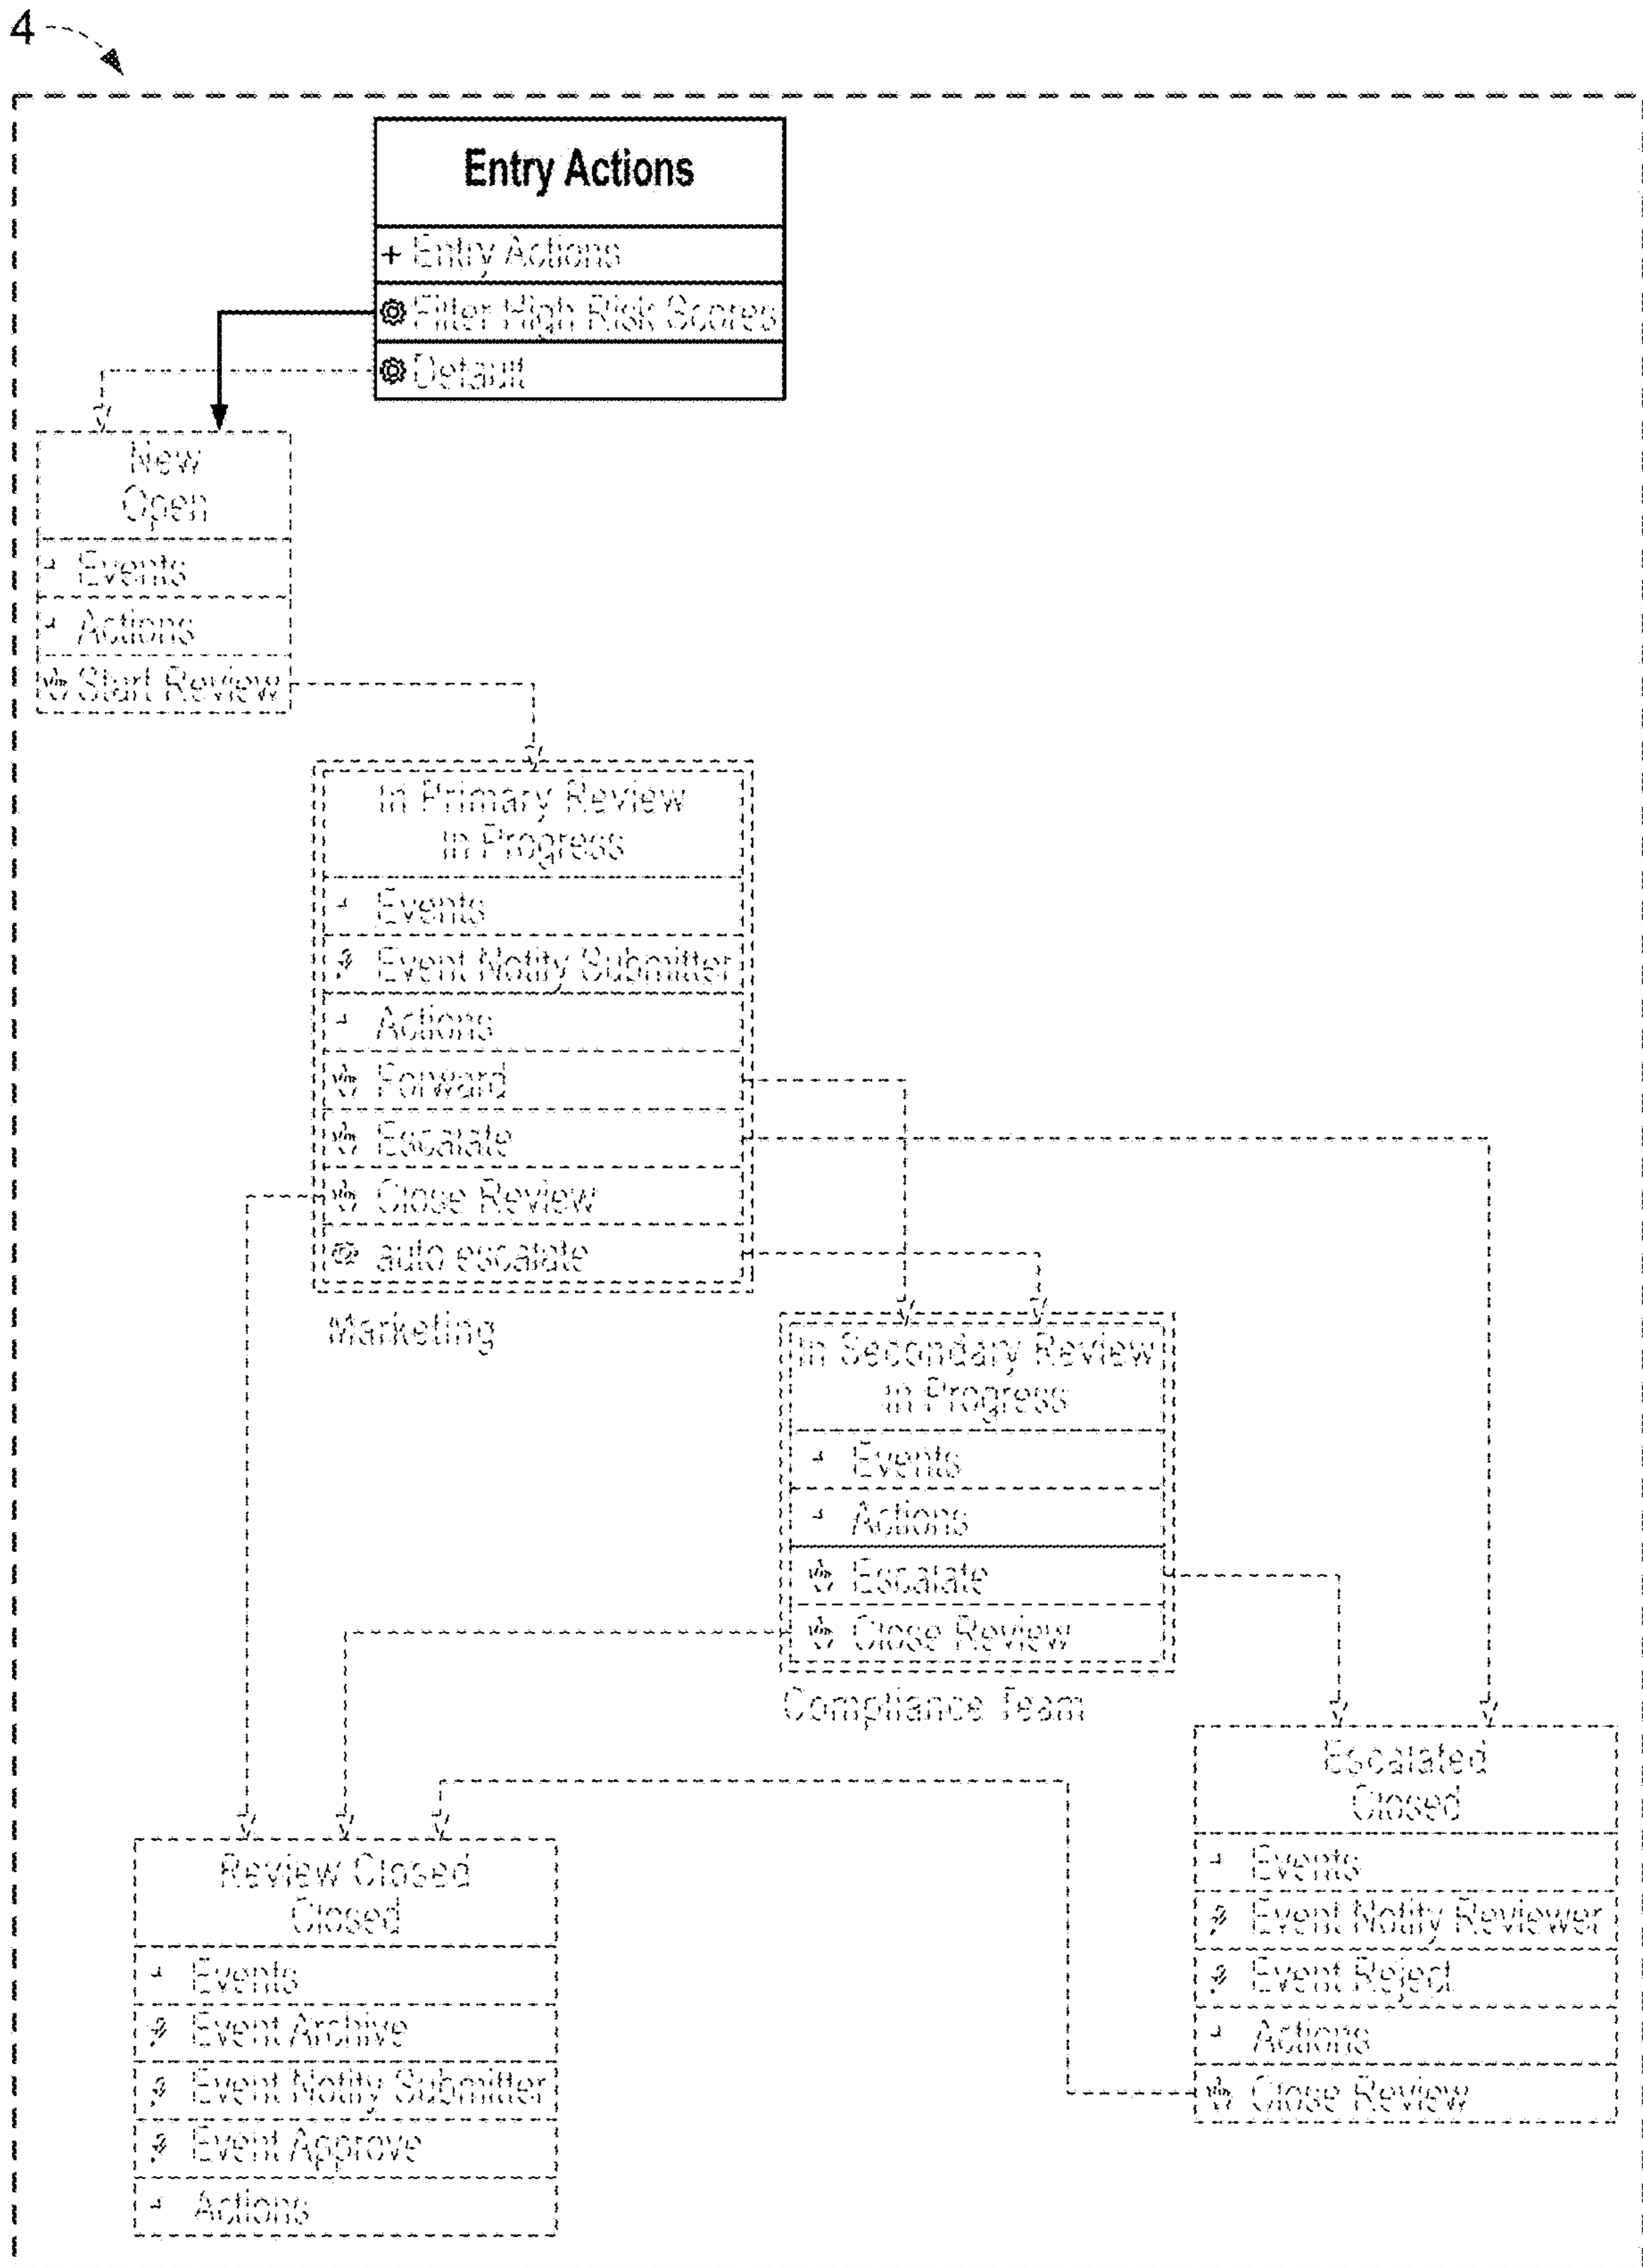 4
Entry Actions
+ Entry Actions
Filter High Risk Scores
Default
New
Open
Events
Actions
Start Review
In Primary Review
In Progress
Events
Event Notify Submitter
Actions
Forward
Escalate
Close Review
auto escalate
Marketing
In Secondary Review
In Progress
Events
Actions
Escalate
Close Review
Compliance Team
Escalated
Closed
Events
Event Notify Reviewer
Event Reject
Actions
Close Review
Review Closed
Closed
Events
Event Archive
Event Notify Submitter
Event Approve
Actions